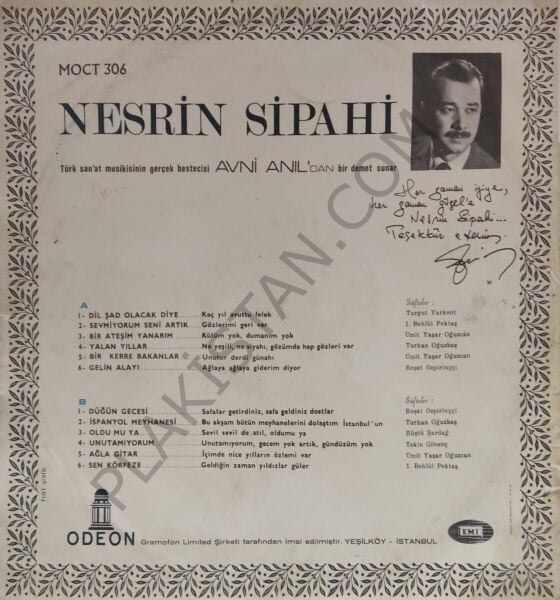 MOCT 306
NESRİN SİPAHİ
Türk san'at musikisinin gerçek bestecisi AVNİ ANIL'DAN bir demet sunar
Her zaman iyiye,
her zaman güzel'e
Nesrin Sipahi...
Teşekkür ederim,
A
Güfteler :
1- DİL ŞAD OLACAK DİYE Kaç yıl avuttu felek Turgut Yarkent
2- SEVMİYORUM SENİ ARTIK Gözlerimi geri ver İ. Behlül Pektaş
3- BİR ATEŞİM YANARIM Külüm yok, dumanim yok Ümit Yaşar Oğuzcan
4- YALAN YILLAR Ne yeşili, ne siyahı, gözümde hep gözleri var Turhan Oğuzbaş
5- BİR KERRE BAKANLAR Unutur derdi günahı Ümit Yaşar Oğuzcan
6- GELİN ALAYI Ağlaya ağlaya giderim diyor Reşat Özpirinççi
B
Güfteler :
1- DÜĞÜN GECESİ Safalar getirdiniz, safa geldiniz dostlar Reşat Özpirinççi
2- İSPANYOL MEYHANESİ Bu akşam bütün meyhanelerini dolaştım İstanbul'un Turhan Oğuzbaş
3- OLDU MU YA Sevil sevil de atıl, oldumu ya Rüştü Şardağ
4- UNUTAMIYORUM Unutamıyorum, gecem yok artık, gündüzüm yok Tekin Gönenç
5- AĞLA GİTAR İçimde nice yılların özlemi var Ümit Yaşar Oğuzcan
6- SEN KÖRFEZE Geldiğin zaman yıldızlar güler İ. Behlül Pektaş
ODEON Gramofon Limited Şirketi tarafından imal edilmiştir. YEŞİLKÖY - İSTANBUL
EMI
PLAKISTAN.COM